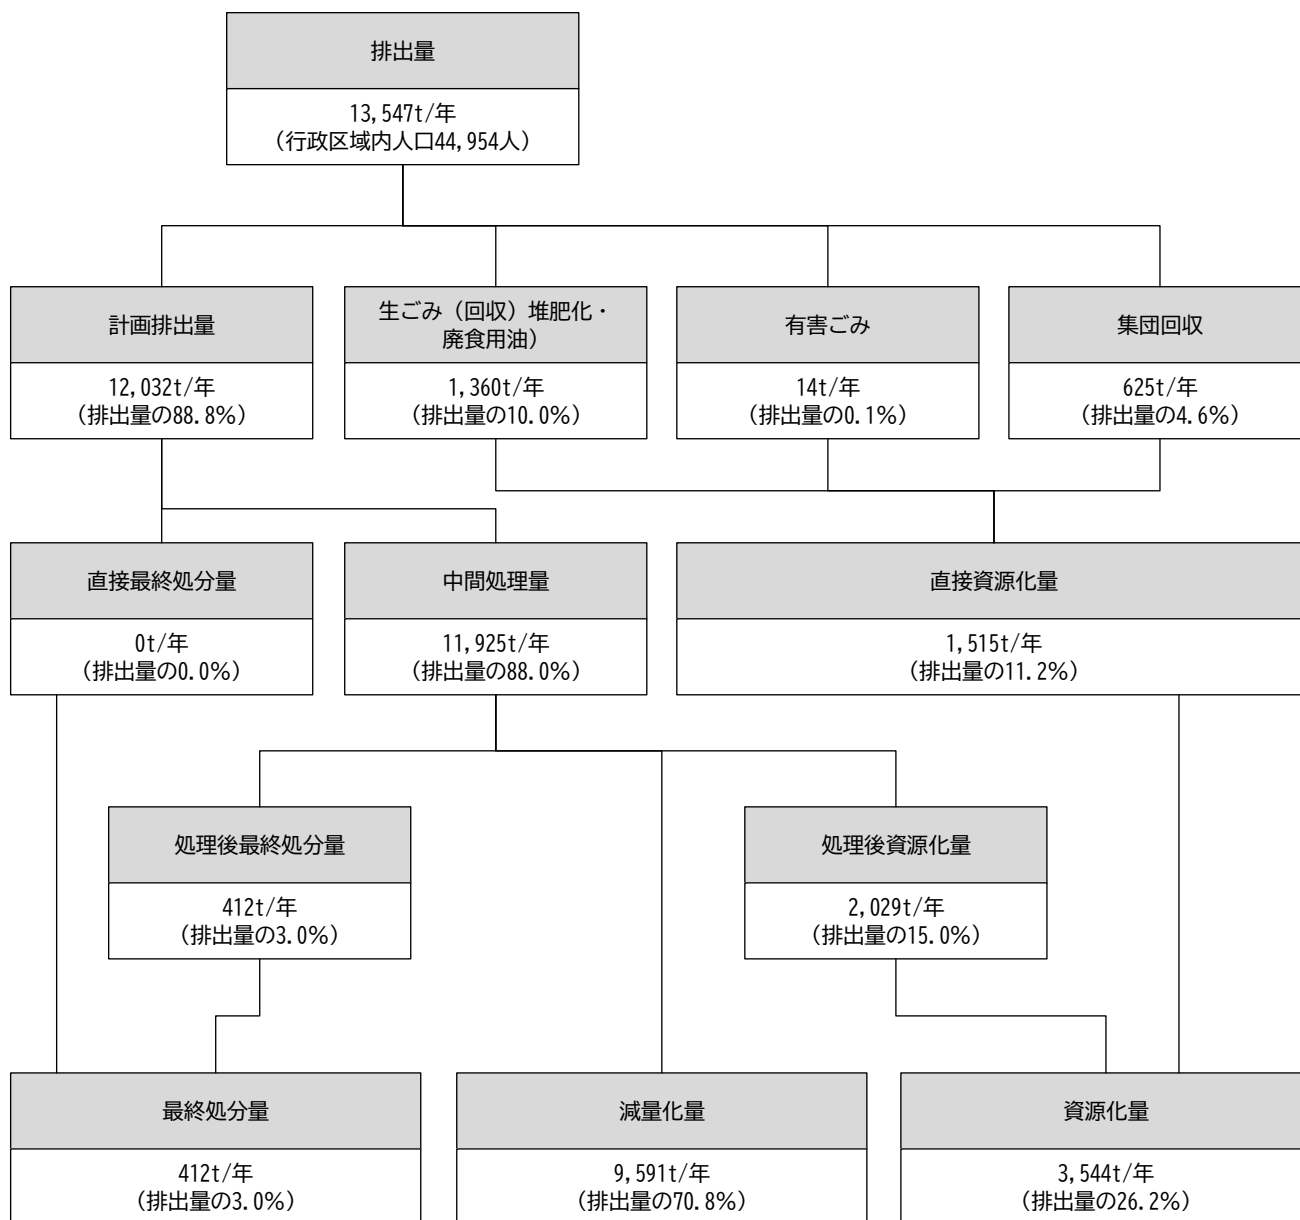 排出量
13,547t/年
（行政区域内人口44,954人）
計画排出量
12,032t/年
（排出量の88.8%）
生ごみ（回収）堆肥化・
廃食用油）
1,360t/年
（排出量の10.0%）
有害ごみ
14t/年
（排出量の0.1%）
集団回収
625t/年
（排出量の4.6%）
直接最終処分量
0t/年
（排出量の0.0%）
中間処理量
11,925t/年
（排出量の88.0%）
直接資源化量
1,515t/年
（排出量の11.2%）
処理後最終処分量
412t/年
（排出量の3.0%）
処理後資源化量
2,029t/年
（排出量の15.0%）
最終処分量
412t/年
（排出量の3.0%）
減量化量
9,591t/年
（排出量の70.8%）
資源化量
3,544t/年
（排出量の26.2%）